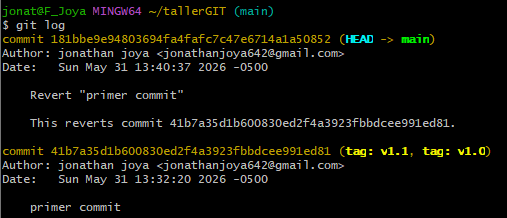 jonat@F_Joya MINGW64 ~/tallerGIT (main)
$ git log
commit 181bbe9e94803694fa4fafc7c47e6714a1a50852 (HEAD -> main)
Author: jonathan joya <jonathanjoya642@gmail.com>
Date:   Sun May 31 13:40:37 2026 -0500
    Revert "primer commit"
    This reverts commit 41b7a35d1b600830ed2f4a3923fbbdcee991ed81.
commit 41b7a35d1b600830ed2f4a3923fbbdcee991ed81 (tag: v1.1, tag: v1.0)
Author: jonathan joya <jonathanjoya642@gmail.com>
Date:   Sun May 31 13:32:20 2026 -0500
    primer commit